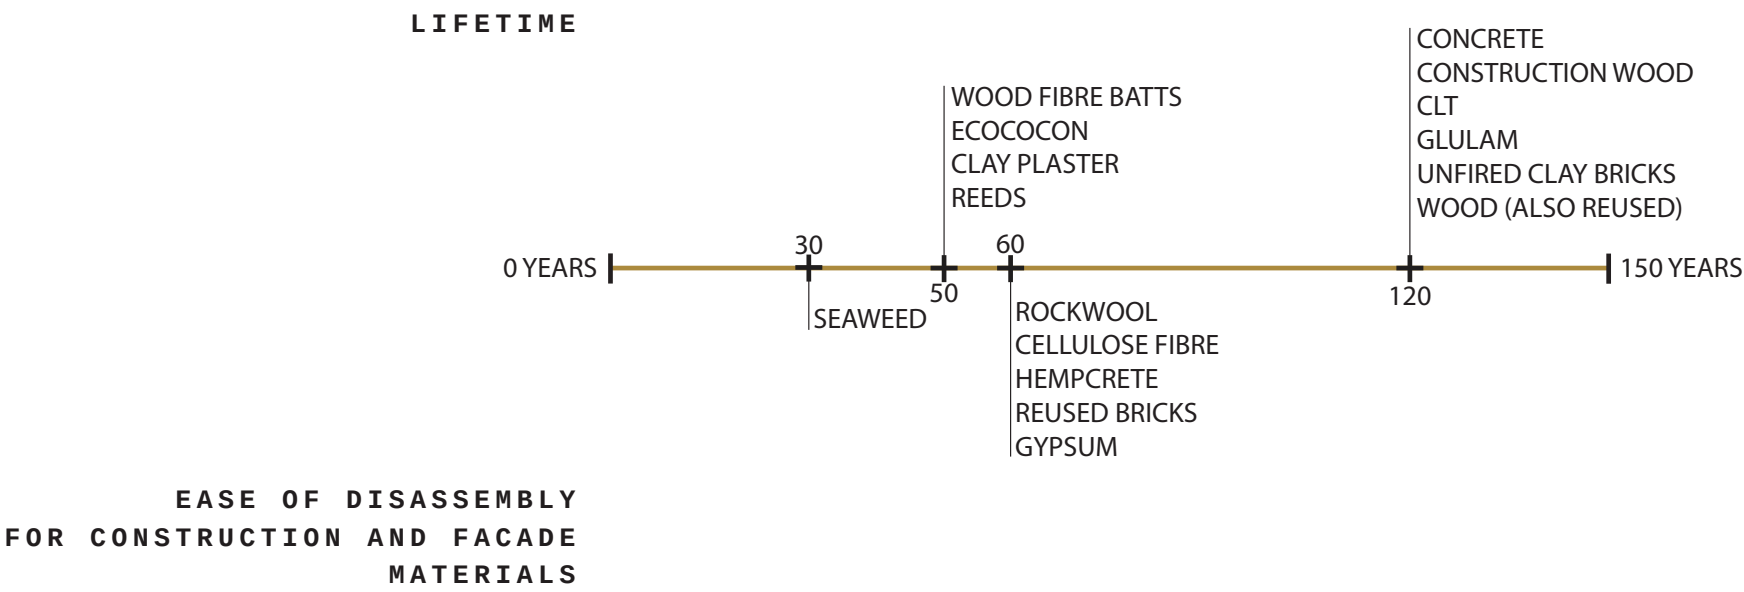 LIFETIME
CONCRETE
CONSTRUCTION WOOD
CLT
GLULAM
UNFIRED CLAY BRICKS
WOOD (ALSO REUSED)
WOOD FIBRE BATTS
ECOCOCON
CLAY PLASTER
REEDS
30
60
0 YEARS
150 YEARS
50
120
SEAWEED
ROCKWOOL
CELLULOSE FIBRE
HEMPCRETE
REUSED BRICKS
GYPSUM
EASE OF DISASSEMBLY
FOR CONSTRUCTION AND FACADE
MATERIALS